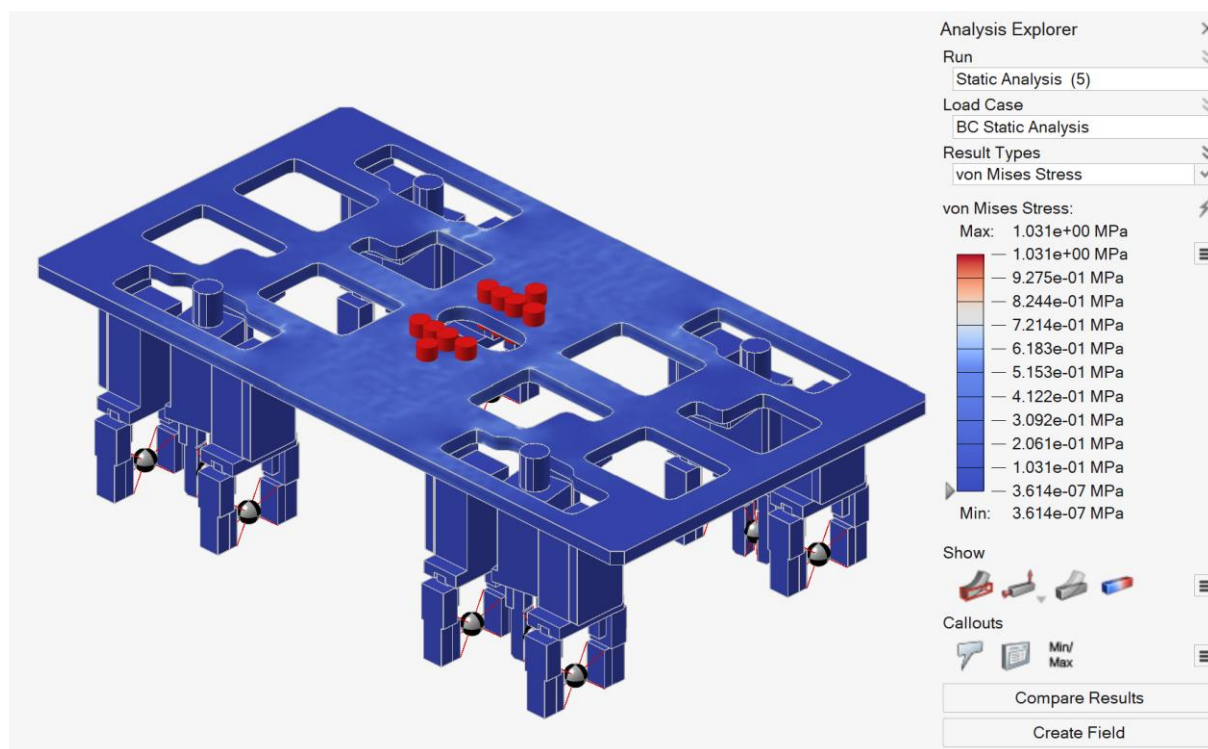 Analysis Explorer
Run
Static Analysis (5)
Load Case
BC Static Analysis
Result Types
von Mises Stress
von Mises Stress:
Max: 1.031e+00 MPa
1.031e+00 MPa
9.275e-01 MPa
8.244e-01 MPa
7.214e-01 MPa
6.183e-01 MPa
5.153e-01 MPa
4.122e-01 MPa
3.092e-01 MPa
2.061e-01 MPa
1.031e-01 MPa
3.614e-07 MPa
Min: 3.614e-07 MPa
Show
Callouts
Min/
Max
Compare Results
Create Field